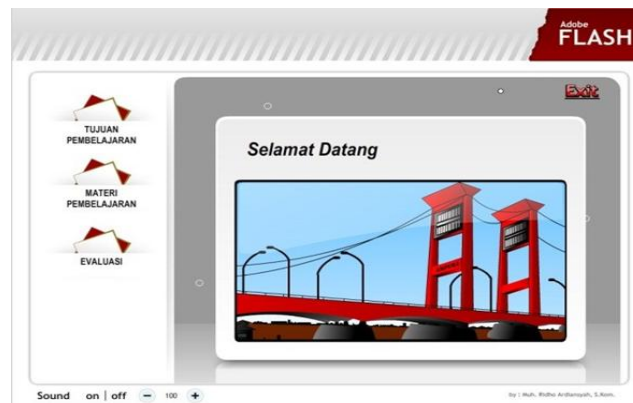 Adobe
FLASH
Exit
TUJUAN
PEMBELAJARAN
MATERI
PEMBELAJARAN
EVALUASI
Selamat Datang
Sound on | off - 100 +
by : Muh. Ridho Ardiansyah, S.Kom.